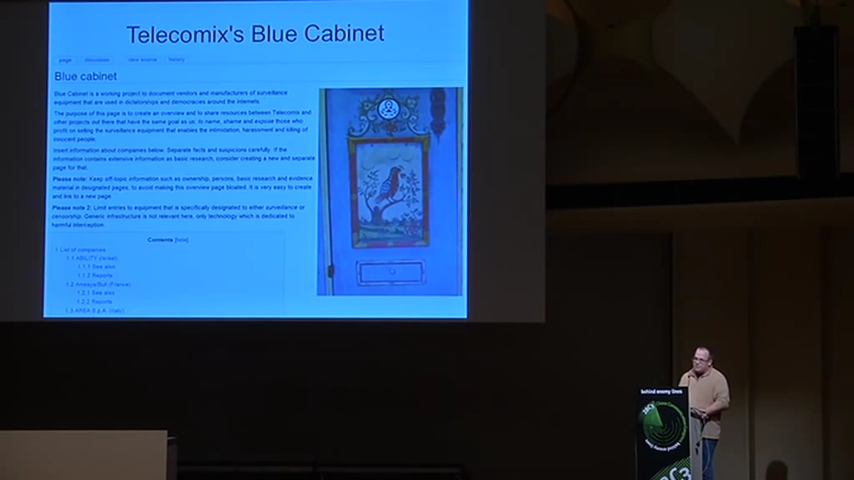 Telecomix's Blue Cabinet
page discussion view source history
Blue cabinet
Blue Cabinet is a working project to document vendors and manufacturers of surveillance
equipment that are used in dictatorships and democracies around the internets.
The purpose of this page is to create an overview and to share resources between Telecomix and
other projects out there that have the same goal as us: to name, shame and expose those who
profit on selling the surveillance equipment that enables the intimidation, harassment and killing of
innocent people.
Insert information about companies below. Separate facts and suspicions carefully. If the
information contains extensive information as basic research, consider creating a new and separate
page for that.
Please note: Keep off-topic information such as ownership, persons, basic research and evidence
material in designated pages, to avoid making this overview page bloated. It is very easy to create
and link to a new page.
Please note 2: Limit entries to equipment that is specifically designated to either surveillance or
censorship. Generic infrastructure is not relevant here, only technology which is dedicated to
harmful interception.
Contents [hide]
1 List of companies
1.1 ABILITY (Israel)
1.1.1 See also
1.1.2 Reports
1.2 Amesys/Bull (France)
1.2.1 See also
1.2.2 Reports
1.3 AREA S.p.A. (Italy)
behind enemy lines
28C3